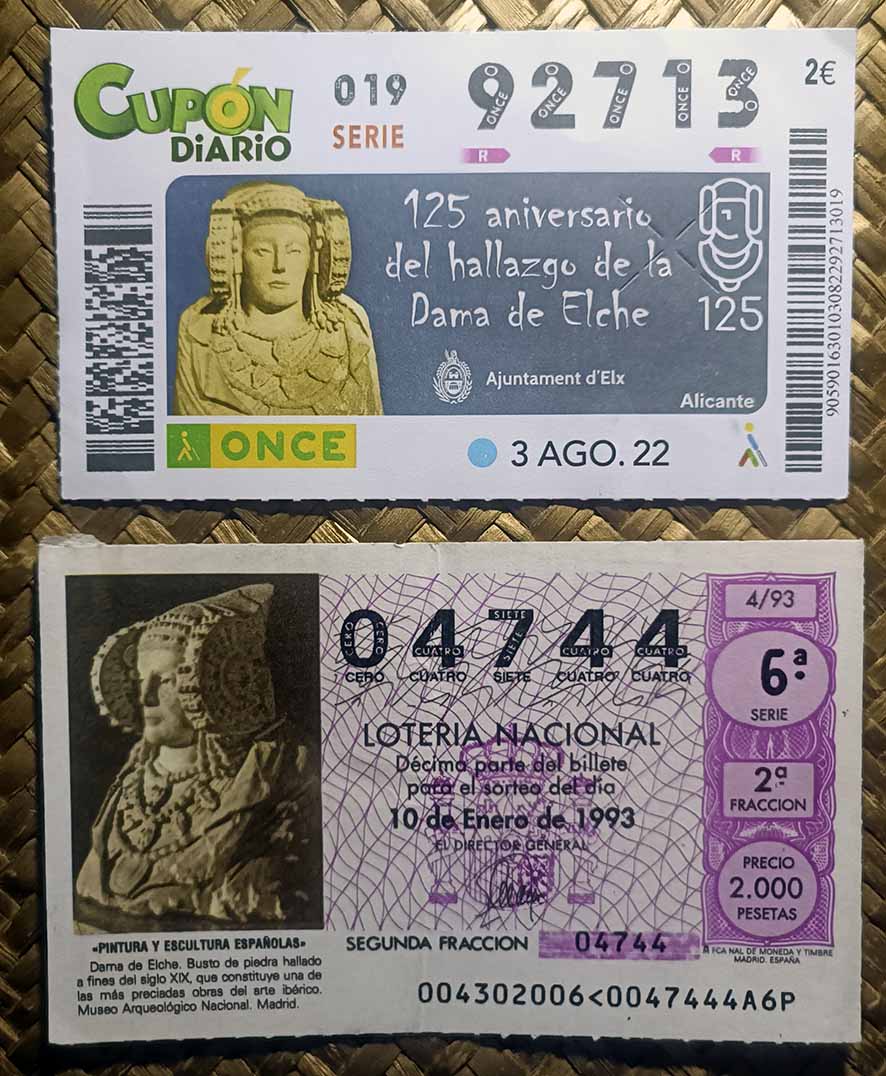 CUPÓN
DiARiO
019
SERIE
92713
ONCE ONCE ONCE ONCE ONCE
2€
R R
125 aniversario
del hallazgo de la
Dama de Elche
125
Ajuntament d'Elx
Alicante
ONCE
3 AGO. 22
905901630103082292713019
04744
CERO CERO CUATRO SIETE SIETE CUATRO CUATRO
CERO CUATRO SIETE CUATRO CUATRO
LOTERIA NACIONAL
Décima parte del billete
para el sorteo del día
10 de Enero de 1993
EL DIRECTOR GENERAL
4/93
6ª
SERIE
2ª
FRACCION
PRECIO
2.000
PESETAS
SEGUNDA FRACCION 04744
FCA NAL DE MONEDA Y TIMBRE
MADRID. ESPAÑA
«PINTURA Y ESCULTURA ESPAÑOLAS»
Dama de Elche. Busto de piedra hallado
a fines del siglo XIX, que constituye una de
las más preciadas obras del arte ibérico.
Museo Arqueológico Nacional. Madrid.
004302006<0047444A6P